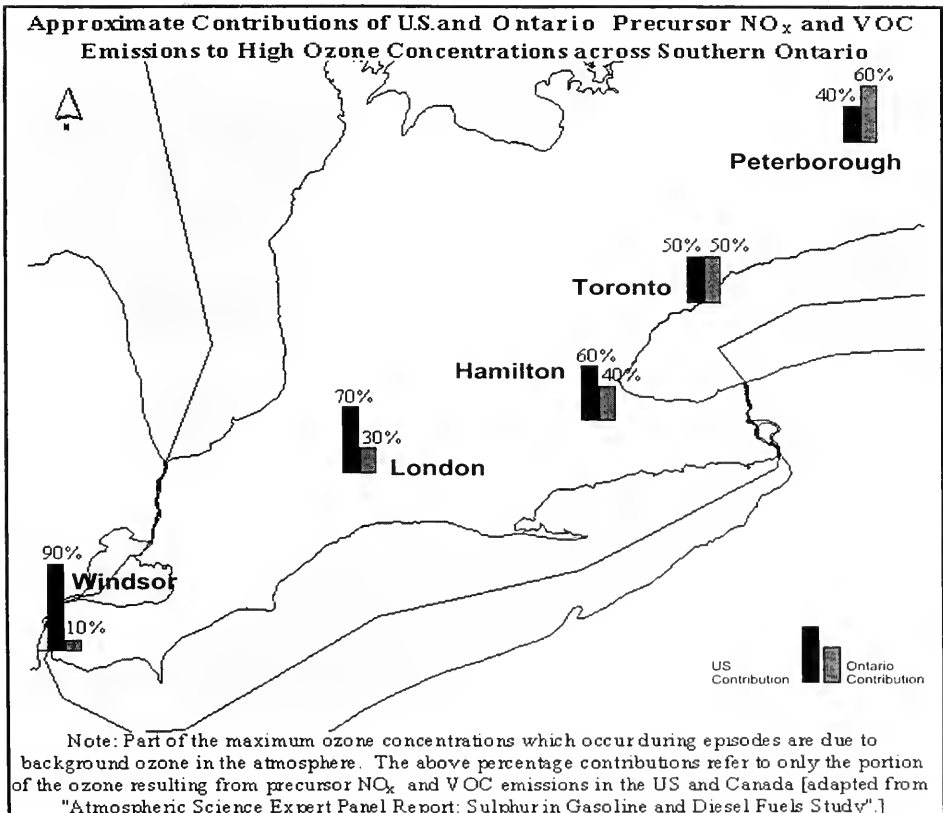 Approximate Contributions of U.S.and Ontario Precursor NOx and VOC
Emissions to High Ozone Concentrations across Southern Ontario
N
60%
40%
Peterborough
50% 50%
Toronto
60%
Hamilton
40%
70%
30%
London
90%
Windsor
10%
US
Contribution
Ontario
Contribution
Note: Part of the maximum ozone concentrations which occur during episodes are due to
background ozone in the atmosphere. The above percentage contributions refer to only the portion
of the ozone resulting from precursor NOx and VOC emissions in the US and Canada [adapted from
"Atmospheric Science Expert Panel Report: Sulphur in Gasoline and Diesel Fuels Study".]